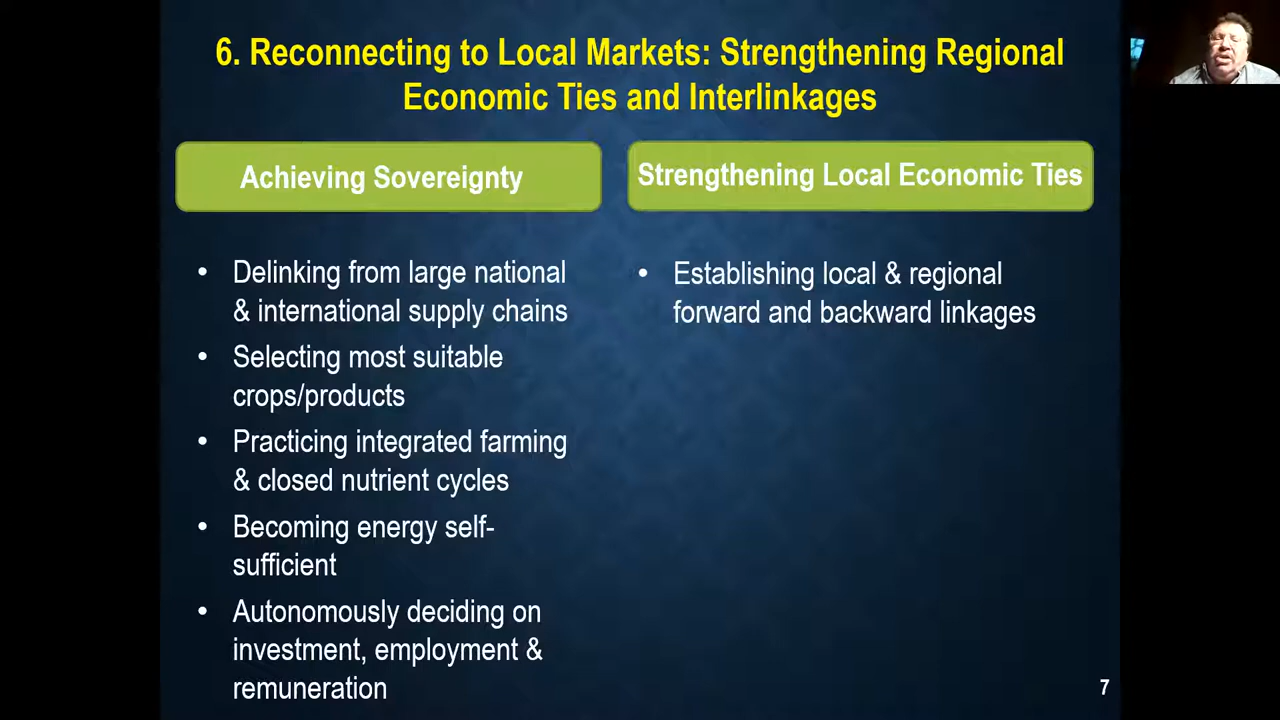 6. Reconnecting to Local Markets: Strengthening Regional
Economic Ties and Interlinkages
Achieving Sovereignty
• Delinking from large national
& international supply chains
• Selecting most suitable
crops/products
• Practicing integrated farming
& closed nutrient cycles
• Becoming energy self-
sufficient
• Autonomously deciding on
investment, employment &
remuneration
Strengthening Local Economic Ties
• Establishing local & regional
forward and backward linkages
7